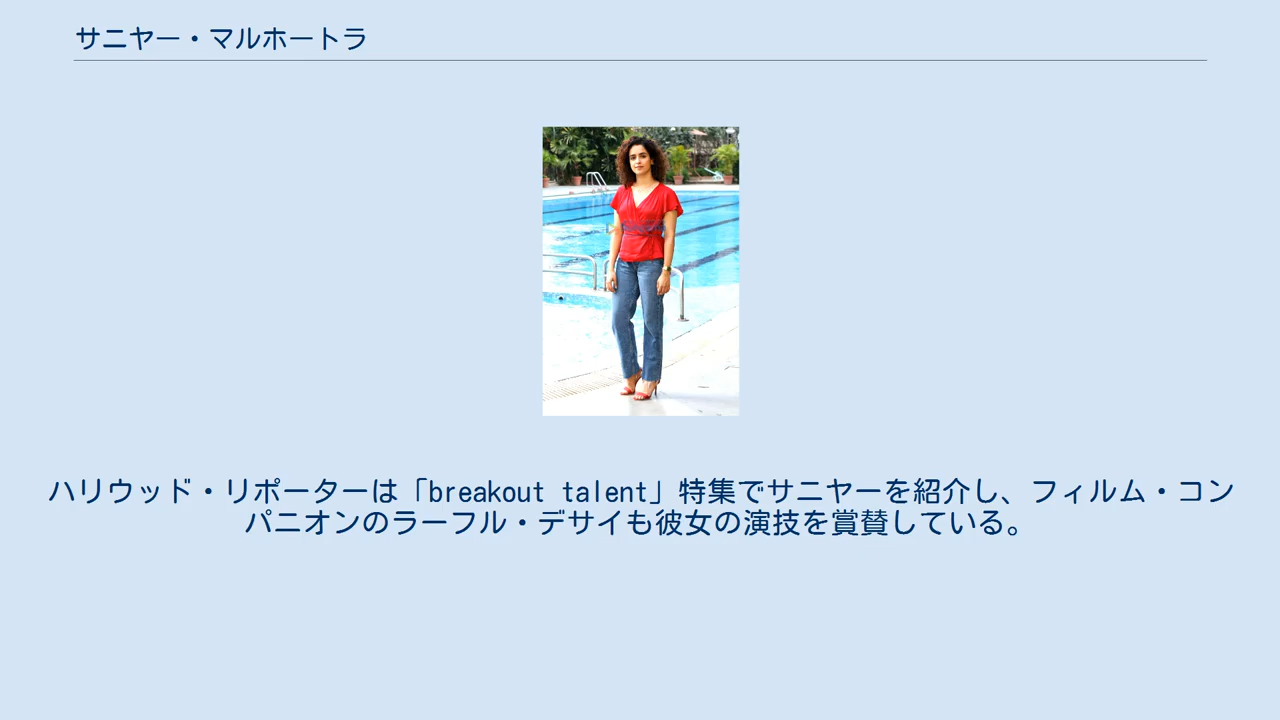 サニヤー・マルホートラ
ハリウッド・リポーターは「breakout talent」特集でサニヤーを紹介し、フィルム・コン
パニオンのラーフル・デサイも彼女の演技を賞賛している。